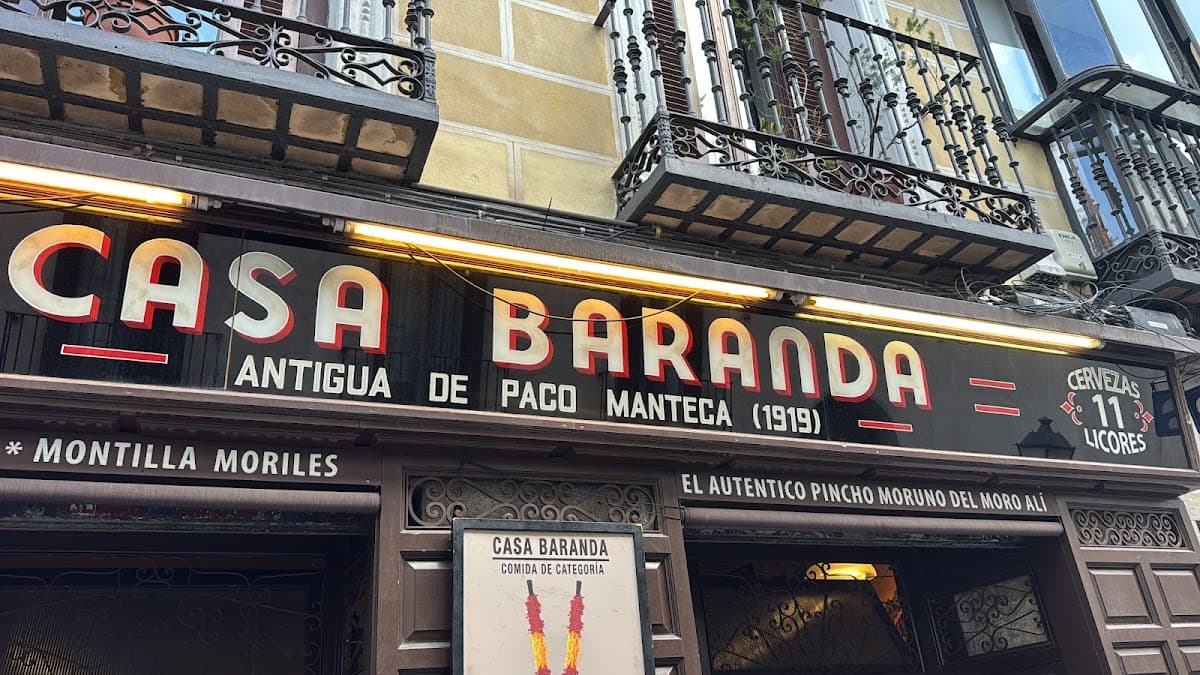 CASA BARANDA
ANTIGUA DE PACO MANTECA (1919)
CERVEZAS
11
LICORES
* MONTILLA MORILES
EL AUTENTICO PINCHO MORUNO DEL MORO ALÍ
CASA BARANDA
COMIDA DE CATEGORÍA